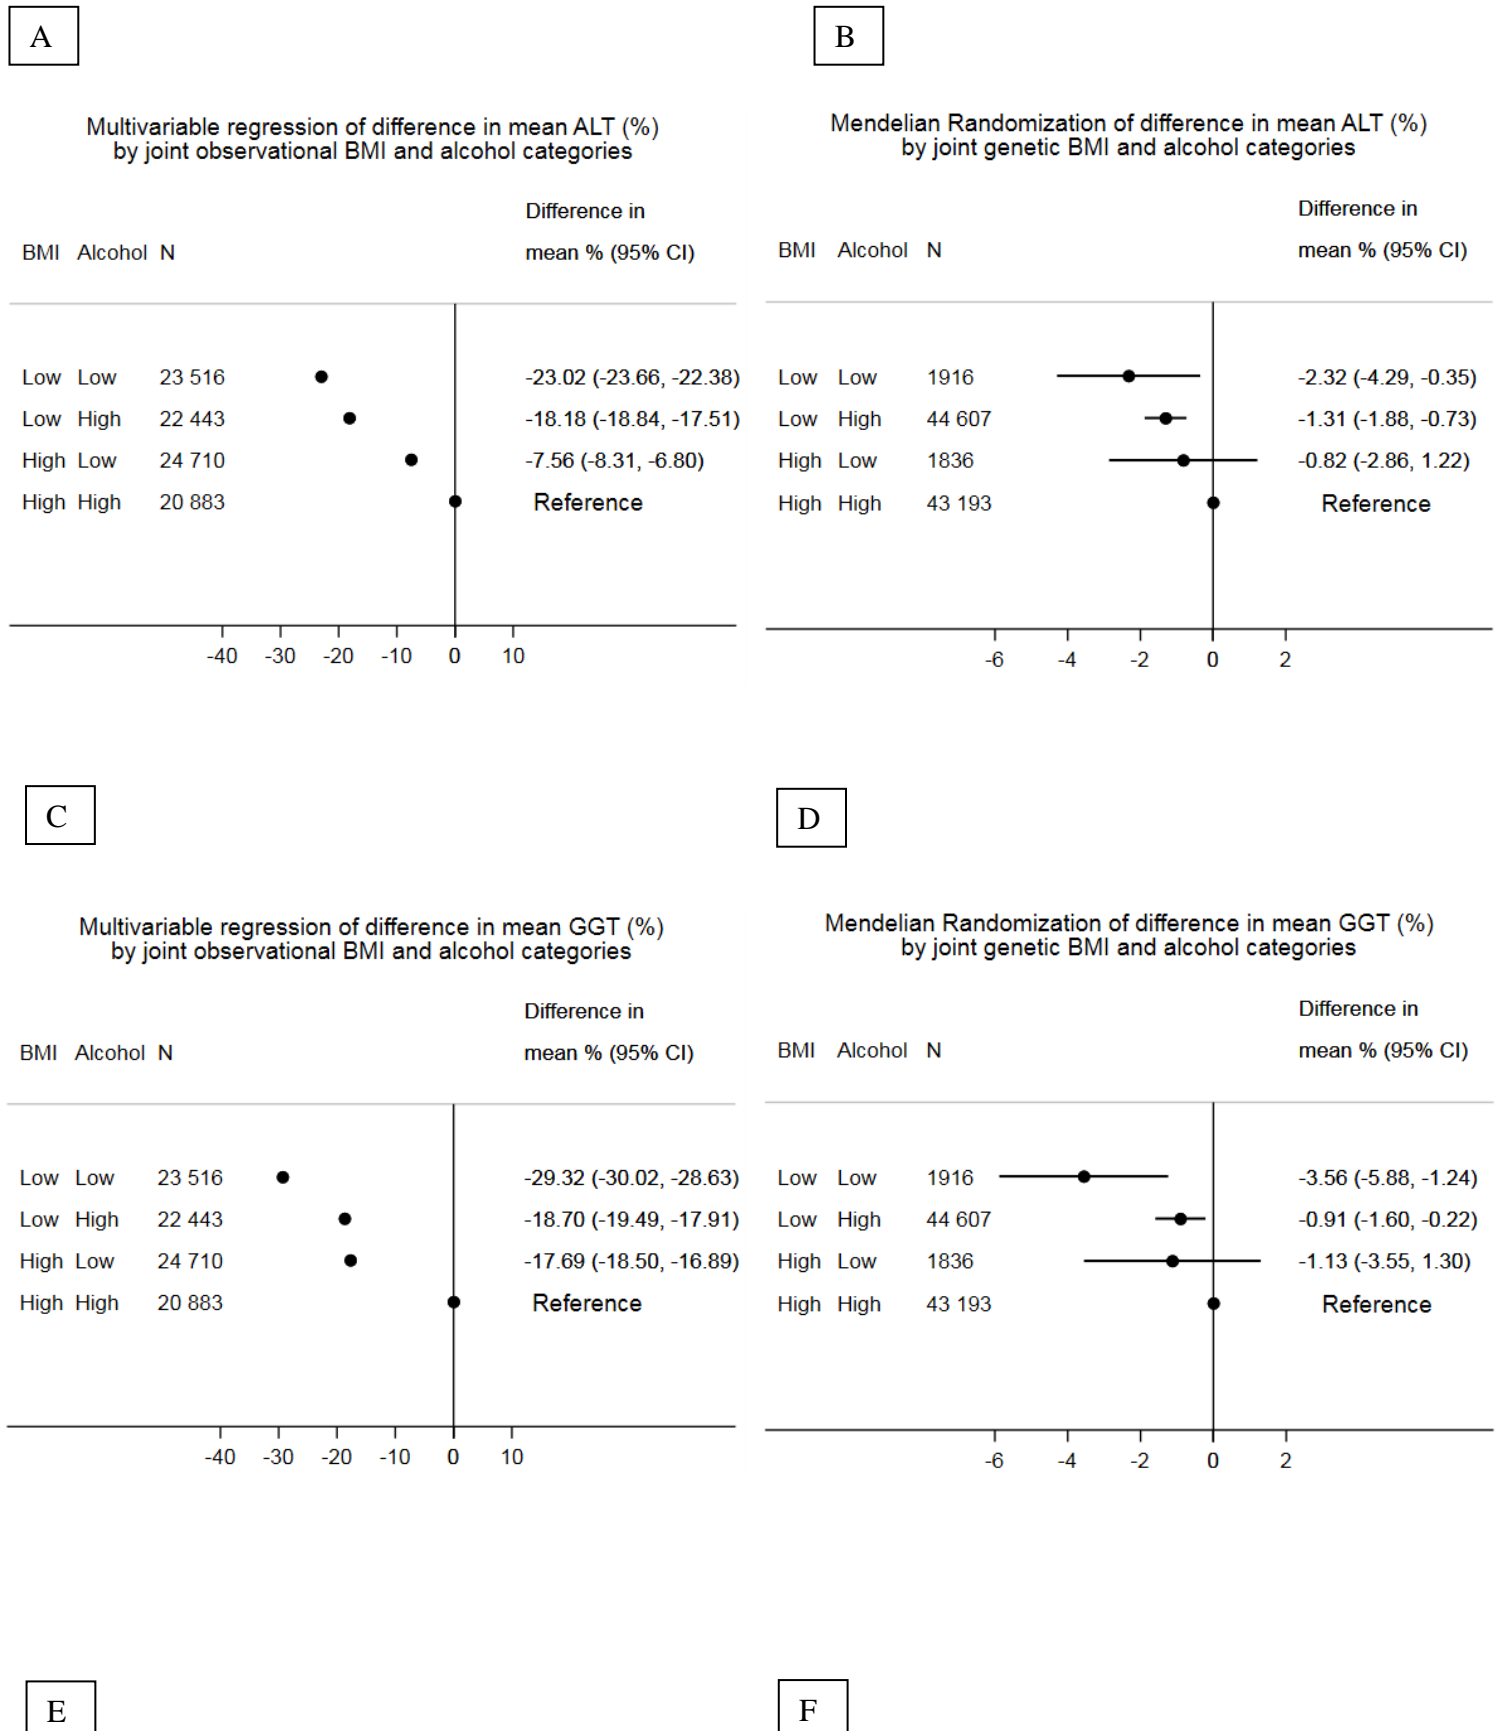 A
Multivariable regression of difference in mean ALT (%)
by joint observational BMI and alcohol categories
Difference in
BMI Alcohol N mean % (95% CI)
Low Low 23 516 -23.02 (-23.66, -22.38)
Low High 22 443 -18.18 (-18.84, -17.51)
High Low 24 710 -7.56 (-8.31, -6.80)
High High 20 883 Reference
-40 -30 -20 -10 0 10
B
Mendelian Randomization of difference in mean ALT (%)
by joint genetic BMI and alcohol categories
Difference in
BMI Alcohol N mean % (95% CI)
Low Low 1916 -2.32 (-4.29, -0.35)
Low High 44 607 -1.31 (-1.88, -0.73)
High Low 1836 -0.82 (-2.86, 1.22)
High High 43 193 Reference
-6 -4 -2 0 2
C
Multivariable regression of difference in mean GGT (%)
by joint observational BMI and alcohol categories
Difference in
BMI Alcohol N mean % (95% CI)
Low Low 23 516 -29.32 (-30.02, -28.63)
Low High 22 443 -18.70 (-19.49, -17.91)
High Low 24 710 -17.69 (-18.50, -16.89)
High High 20 883 Reference
-40 -30 -20 -10 0 10
D
Mendelian Randomization of difference in mean GGT (%)
by joint genetic BMI and alcohol categories
Difference in
BMI Alcohol N mean % (95% CI)
Low Low 1916 -3.56 (-5.88, -1.24)
Low High 44 607 -0.91 (-1.60, -0.22)
High Low 1836 -1.13 (-3.55, 1.30)
High High 43 193 Reference
-6 -4 -2 0 2
E
F